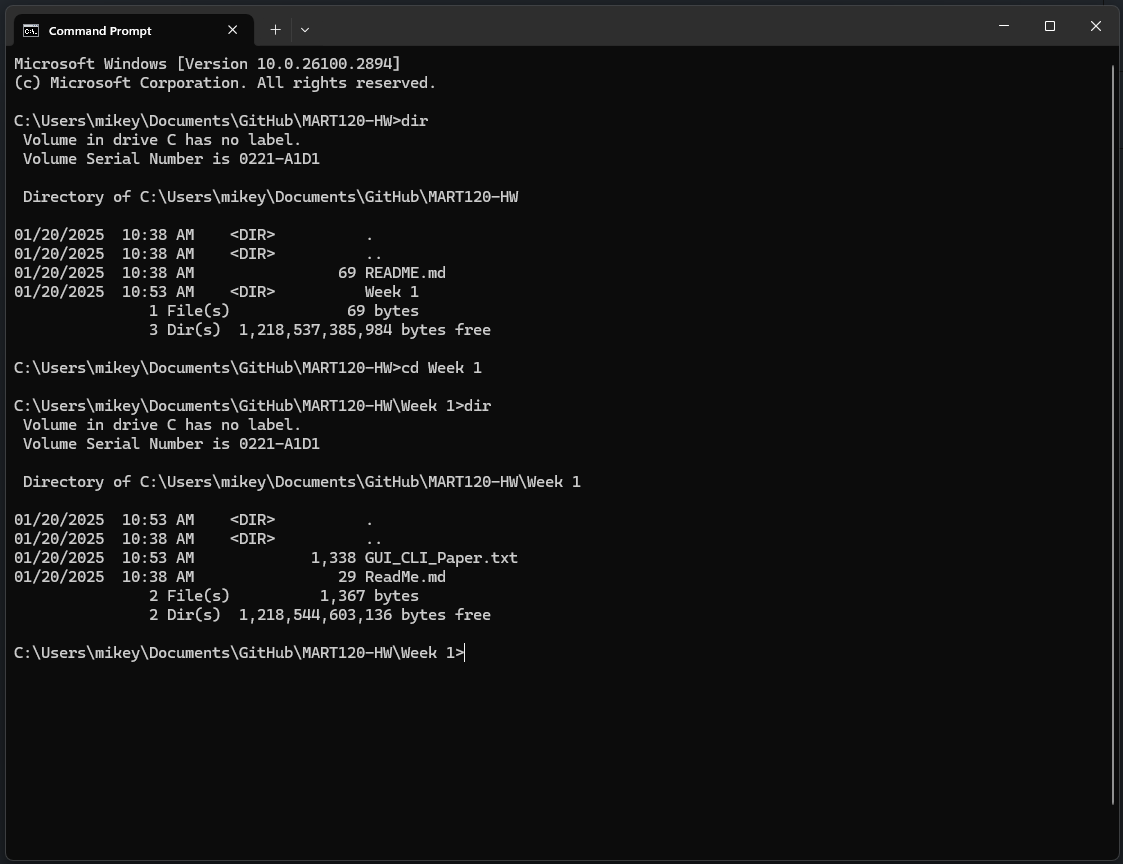 Command Prompt
Microsoft Windows [Version 10.0.26100.2894]
(c) Microsoft Corporation. All rights reserved.
C:\Users\mikey\Documents\GitHub\MART120-HW>dir
 Volume in drive C has no label.
 Volume Serial Number is 0221-A1D1
 Directory of C:\Users\mikey\Documents\GitHub\MART120-HW
01/20/2025  10:38 AM    <DIR>          .
01/20/2025  10:38 AM    <DIR>          ..
01/20/2025  10:38 AM                69 README.md
01/20/2025  10:53 AM    <DIR>          Week 1
               1 File(s)             69 bytes
               3 Dir(s)  1,218,537,385,984 bytes free
C:\Users\mikey\Documents\GitHub\MART120-HW>cd Week 1
C:\Users\mikey\Documents\GitHub\MART120-HW\Week 1>dir
 Volume in drive C has no label.
 Volume Serial Number is 0221-A1D1
 Directory of C:\Users\mikey\Documents\GitHub\MART120-HW\Week 1
01/20/2025  10:53 AM    <DIR>          .
01/20/2025  10:38 AM    <DIR>          ..
01/20/2025  10:53 AM             1,338 GUI_CLI_Paper.txt
01/20/2025  10:38 AM                29 ReadMe.md
               2 File(s)          1,367 bytes
               2 Dir(s)  1,218,544,603,136 bytes free
C:\Users\mikey\Documents\GitHub\MART120-HW\Week 1>